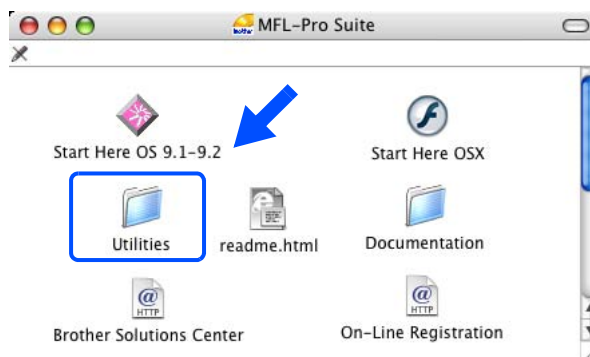 MFL-Pro Suite
Start Here OS 9.1-9.2
Start Here OSX
Utilities
readme.html
Documentation
HTTP
HTTP
Brother Solutions Center
On-Line Registration